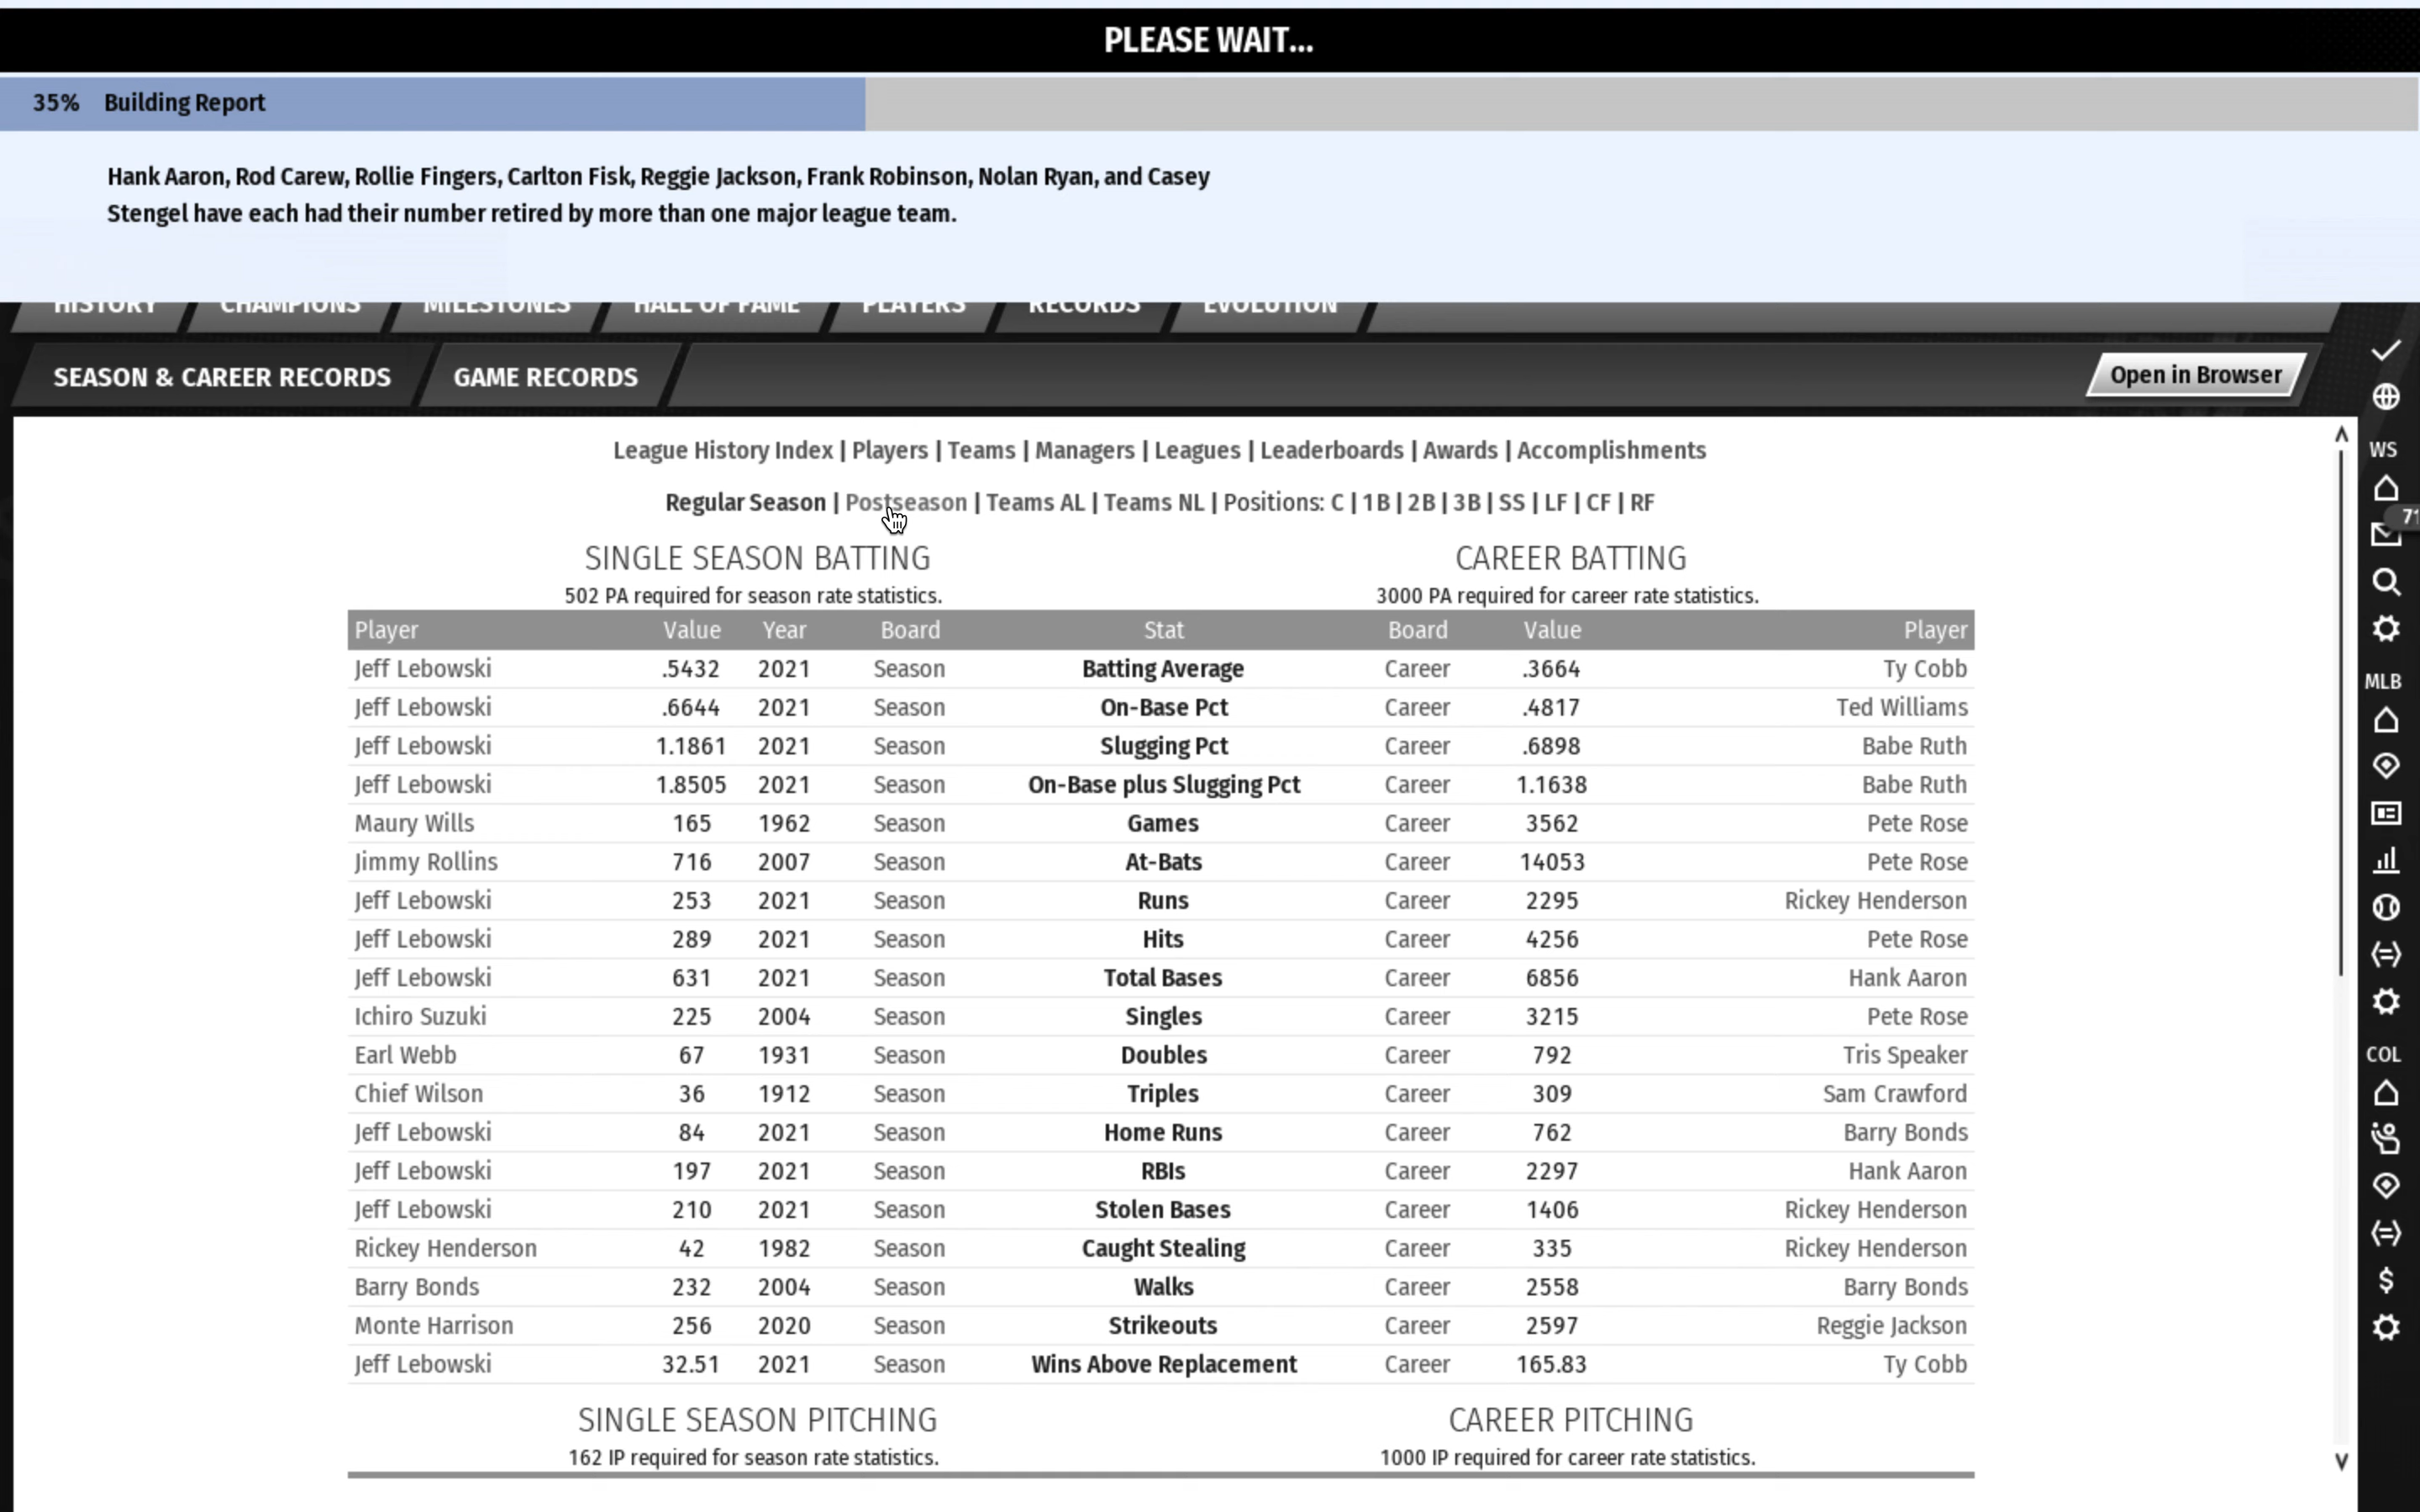 PLEASE WAIT...
35% Building Report
Hank Aaron, Rod Carew, Rollie Fingers, Carlton Fisk, Reggie Jackson, Frank Robinson, Nolan Ryan, and Casey
Stengel have each had their number retired by more than one major league team.
HISTORY CHAMPIONS MILESTONES HALL OF FAME PLAYERS RECORDS EVOLUTION
SEASON & CAREER RECORDS GAME RECORDS Open in Browser
League History Index | Players | Teams | Managers | Leagues | Leaderboards | Awards | Accomplishments
Regular Season | Postseason | Teams AL | Teams NL | Positions: C | 1B | 2B | 3B | SS | LF | CF | RF
SINGLE SEASON BATTING CAREER BATTING
502 PA required for season rate statistics. 3000 PA required for career rate statistics.
Player Value Year Board Stat Board Value Player
Jeff Lebowski .5432 2021 Season Batting Average Career .3664 Ty Cobb
Jeff Lebowski .6644 2021 Season On-Base Pct Career .4817 Ted Williams
Jeff Lebowski 1.1861 2021 Season Slugging Pct Career .6898 Babe Ruth
Jeff Lebowski 1.8505 2021 Season On-Base plus Slugging Pct Career 1.1638 Babe Ruth
Maury Wills 165 1962 Season Games Career 3562 Pete Rose
Jimmy Rollins 716 2007 Season At-Bats Career 14053 Pete Rose
Jeff Lebowski 253 2021 Season Runs Career 2295 Rickey Henderson
Jeff Lebowski 289 2021 Season Hits Career 4256 Pete Rose
Jeff Lebowski 631 2021 Season Total Bases Career 6856 Hank Aaron
Ichiro Suzuki 225 2004 Season Singles Career 3215 Pete Rose
Earl Webb 67 1931 Season Doubles Career 792 Tris Speaker
Chief Wilson 36 1912 Season Triples Career 309 Sam Crawford
Jeff Lebowski 84 2021 Season Home Runs Career 762 Barry Bonds
Jeff Lebowski 197 2021 Season RBIs Career 2297 Hank Aaron
Jeff Lebowski 210 2021 Season Stolen Bases Career 1406 Rickey Henderson
Rickey Henderson 42 1982 Season Caught Stealing Career 335 Rickey Henderson
Barry Bonds 232 2004 Season Walks Career 2558 Barry Bonds
Monte Harrison 256 2020 Season Strikeouts Career 2597 Reggie Jackson
Jeff Lebowski 32.51 2021 Season Wins Above Replacement Career 165.83 Ty Cobb
SINGLE SEASON PITCHING CAREER PITCHING
162 IP required for season rate statistics. 1000 IP required for career rate statistics.
WS
71
MLB
COL
$